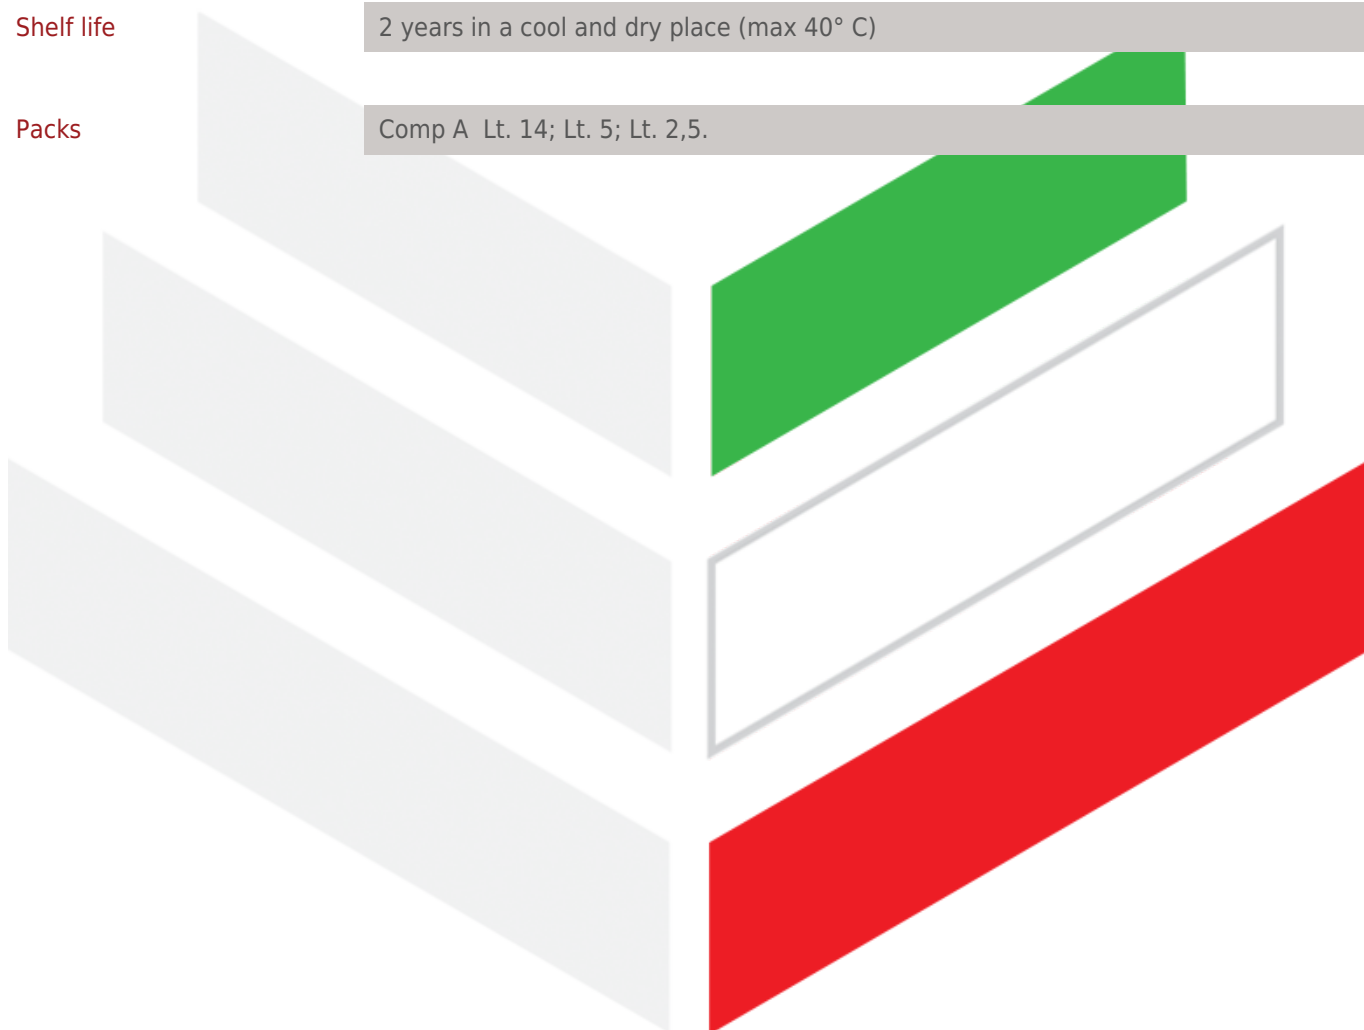 Shelf life 2 years in a cool and dry place (max 40° C)
Packs Comp A  Lt. 14; Lt. 5; Lt. 2,5.